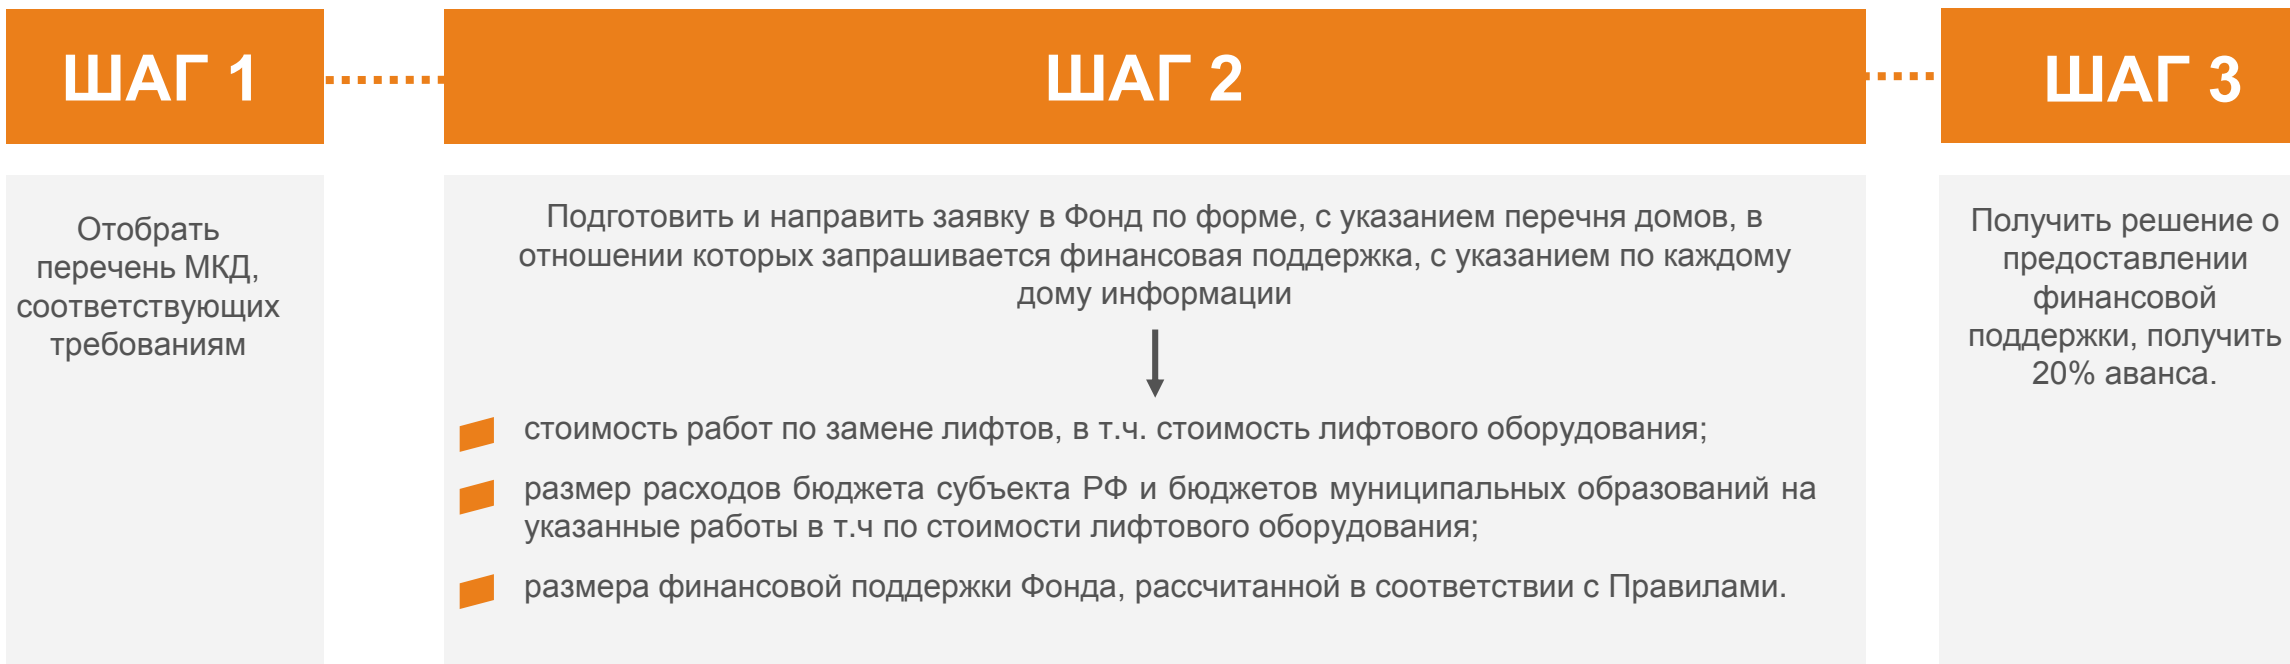 ШАГ 1
Отобрать
перечень МКД,
соответствующих
требованиям
ШАГ 2
Подготовить и направить заявку в Фонд по форме, с указанием перечня домов, в
отношении которых запрашивается финансовая поддержка, с указанием по каждому
дому информации
стоимость работ по замене лифтов, в т.ч. стоимость лифтового оборудования;
размер расходов бюджета субъекта РФ и бюджетов муниципальных образований на
указанные работы в т.ч по стоимости лифтового оборудования;
размера финансовой поддержки Фонда, рассчитанной в соответствии с Правилами.
ШАГ 3
Получить решение о
предоставлении
финансовой
поддержки, получить
20% аванса.